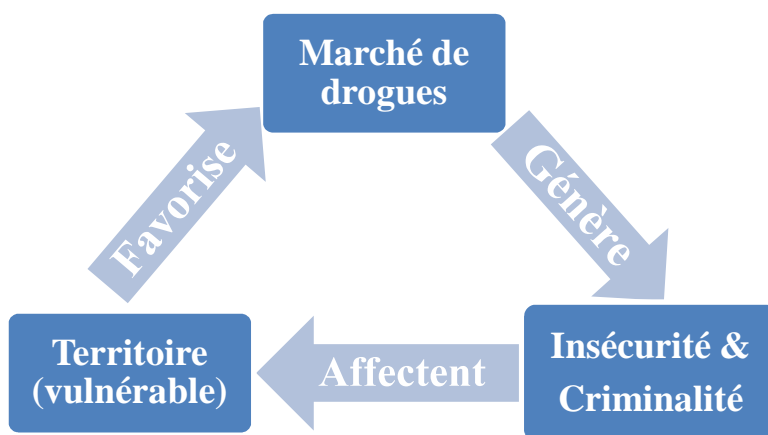 Marché de
drogues
Favorise
Génère
Territoire
(vulnérable)
Affectent
Insécurité &
Criminalité